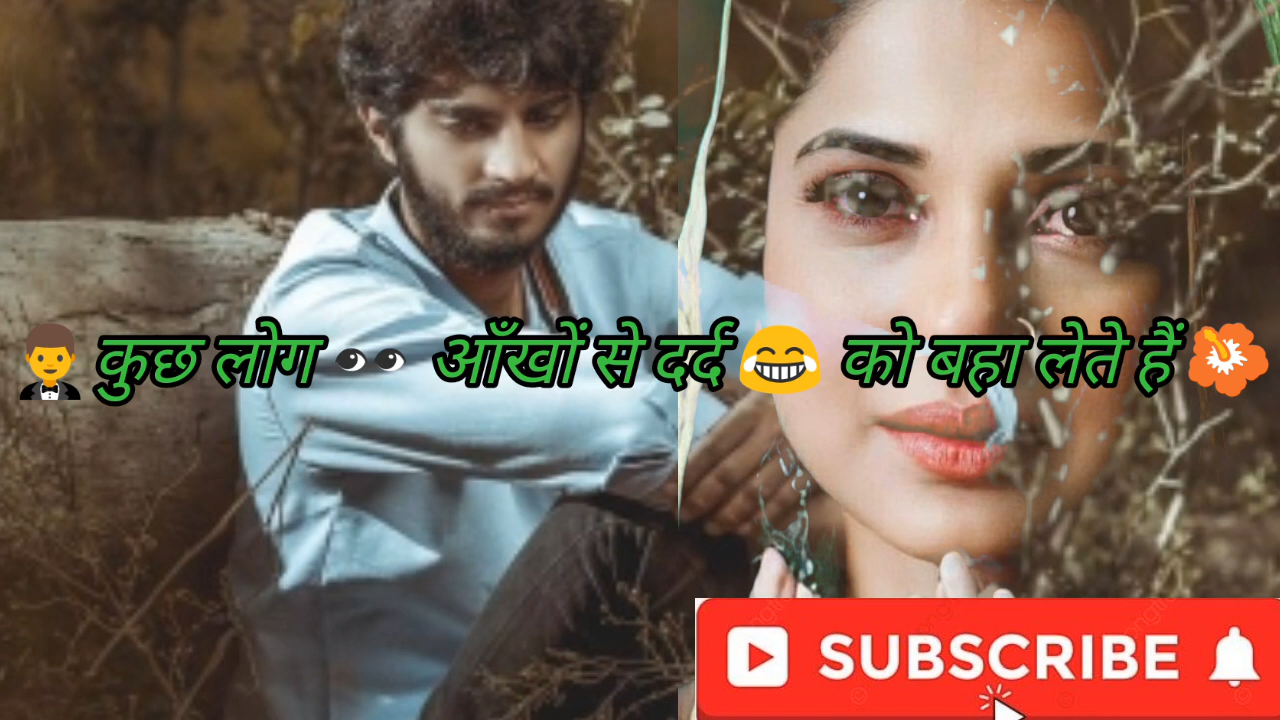 🤵‍♂️ कुछ लोग 👀 आँखों से दर्द 😂 को बहा लेते हैं 🌺
SUBSCRIBE